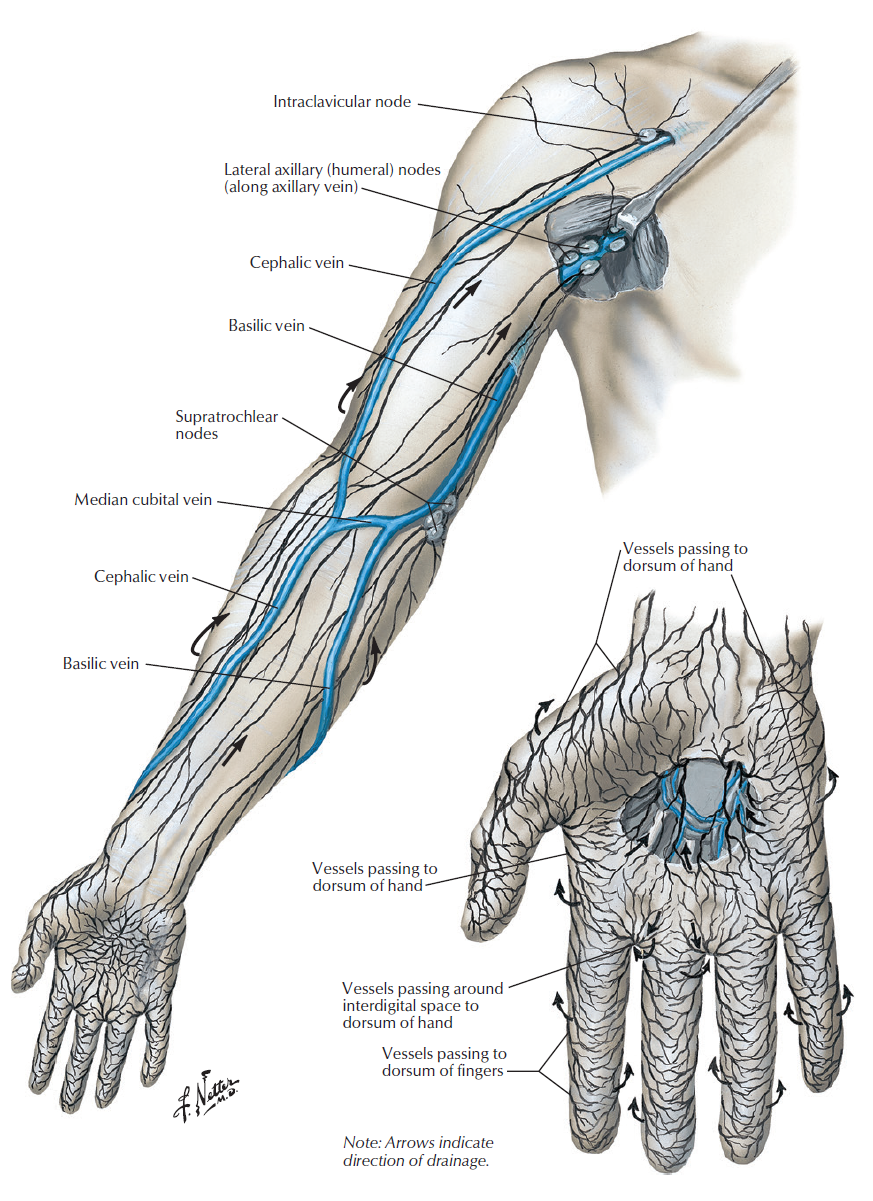 Intraclavicular node
Lateral axillary (humeral) nodes
(along axillary vein)
Cephalic vein
Basilic vein
Supratrochlear
nodes
Median cubital vein
Cephalic vein
Basilic vein
Vessels passing to
dorsum of hand
Vessels passing to
dorsum of hand
Vessels passing around
interdigital space to
dorsum of hand
Vessels passing to
dorsum of fingers
F. Netter
M.D.
Note: Arrows indicate
direction of drainage.